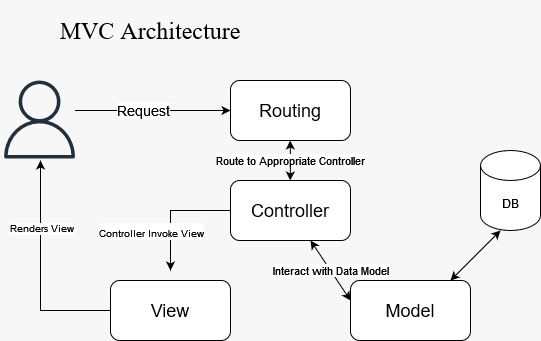 MVC Architecture
Request
Routing
Route to Appropriate Controller
Controller
DB
Renders View
Controller Invoke View
Interact with Data Model
View
Model